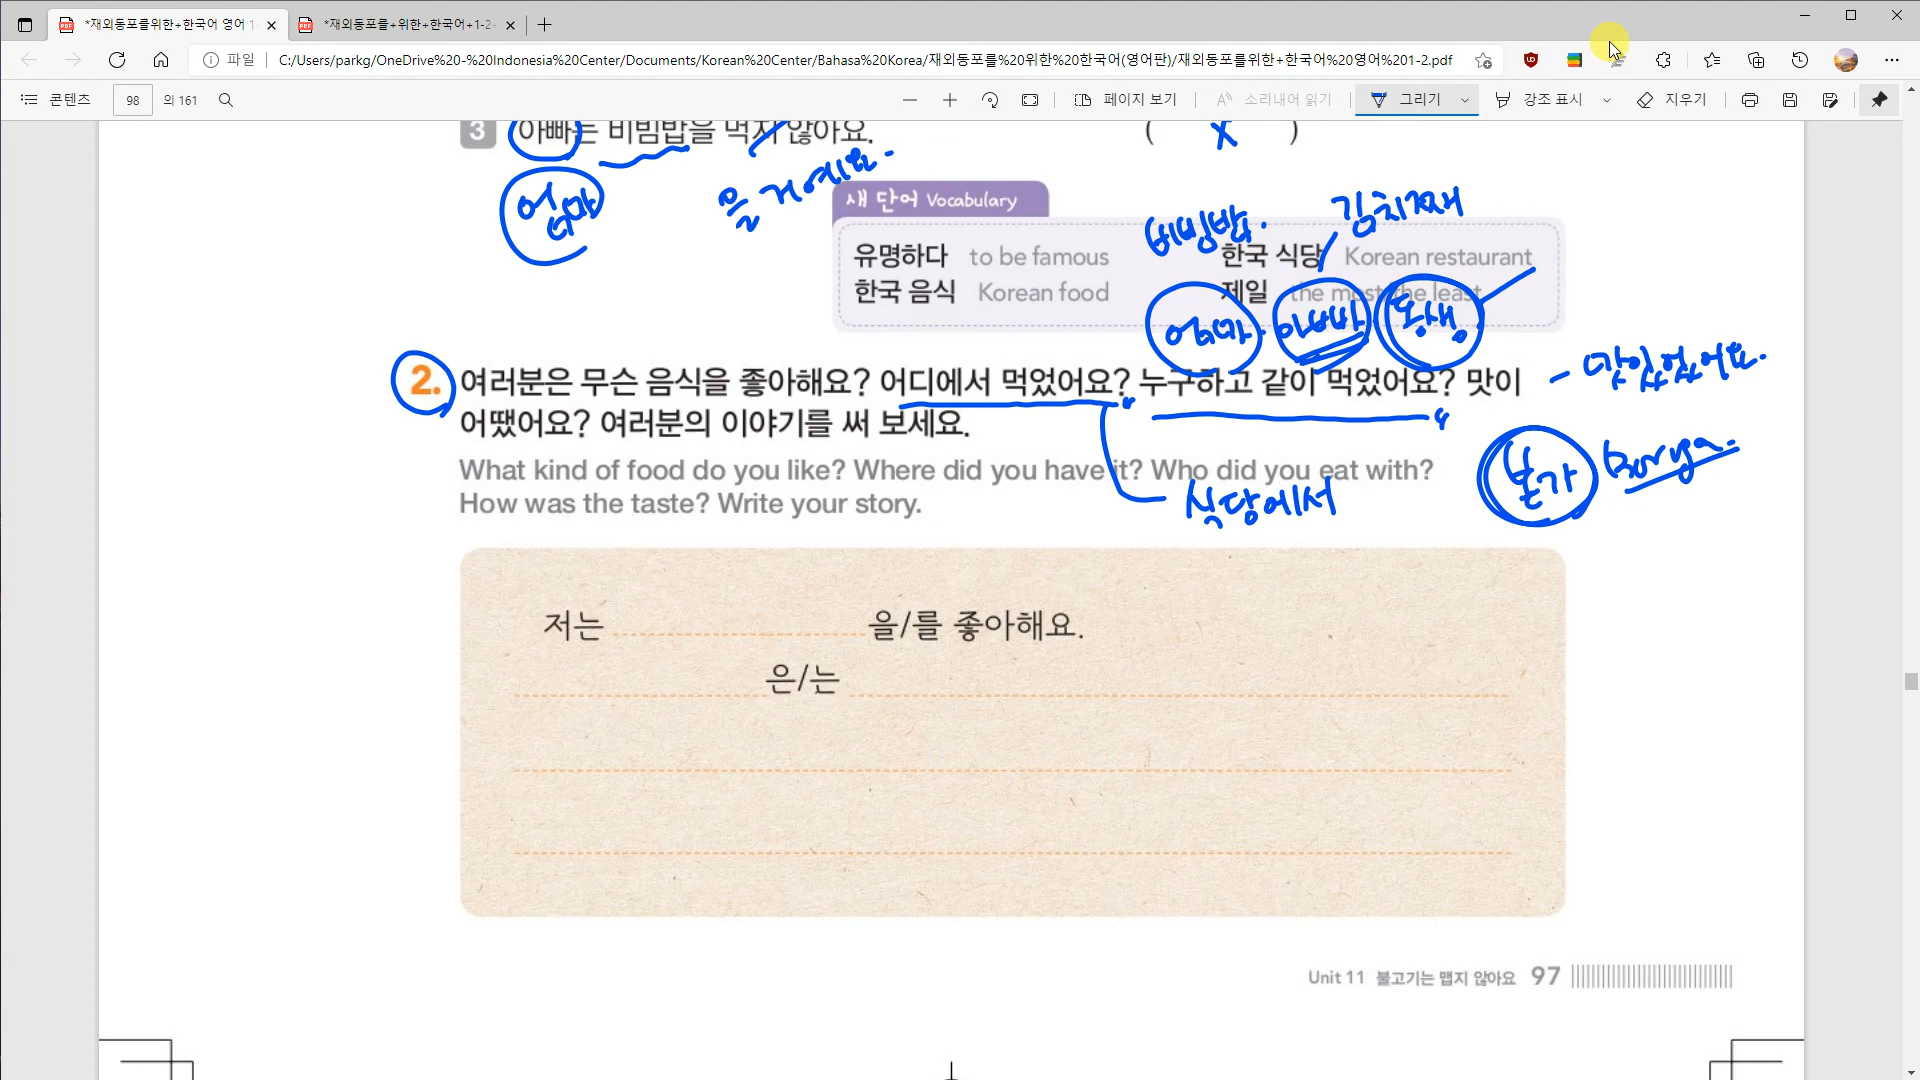 *재외동포를위한+한국어 영어 1
*재외동포를+위한+한국어+1-2-
파일
C:/Users/parkg/OneDrive%20-%20Indonesia%20Center/Documents/Korean%20Center/Bahasa%20Korea/재외동포를%20위한%20한국어(영어판)/재외동포를위한+한국어%20영어%201-2.pdf
콘텐츠 98 의 161 페이지 보기 소리내어 읽기 그리기 강조 표시 지우기
3 아빠는 비빔밥을 먹지 않아요. ( X )
엄마
을 거예요.
새 단어 Vocabulary
비빔밥. 김치찌개
유명하다 to be famous 한국 식당 Korean restaurant
한국 음식 Korean food 제일 the most, the least
엄마 아빠 동생
2. 여러분은 무슨 음식을 좋아해요? 어디에서 먹었어요? 누구하고 같이 먹었어요? 맛이
- 맛있었어요.
어땠어요? 여러분의 이야기를 써 보세요.
What kind of food do you like? Where did you have it? Who did you eat with?
본가 Bonga
How was the taste? Write your story.
식당에서
저는 을/를 좋아해요.
은/는
Unit 11 불고기는 맵지 않아요 97